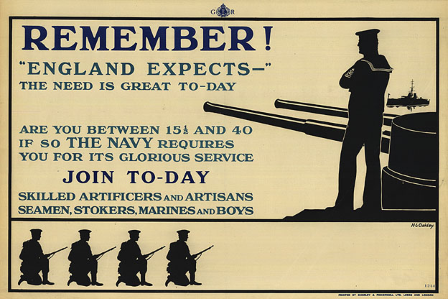 G R
REMEMBER!
"ENGLAND EXPECTS—"
THE NEED IS GREAT TO-DAY
ARE YOU BETWEEN 15½ AND 40
IF SO THE NAVY REQUIRES
YOU FOR ITS GLORIOUS SERVICE
JOIN TO-DAY
SKILLED ARTIFICERS AND ARTISANS
SEAMEN, STOKERS, MARINES AND BOYS
H.L. Oakley